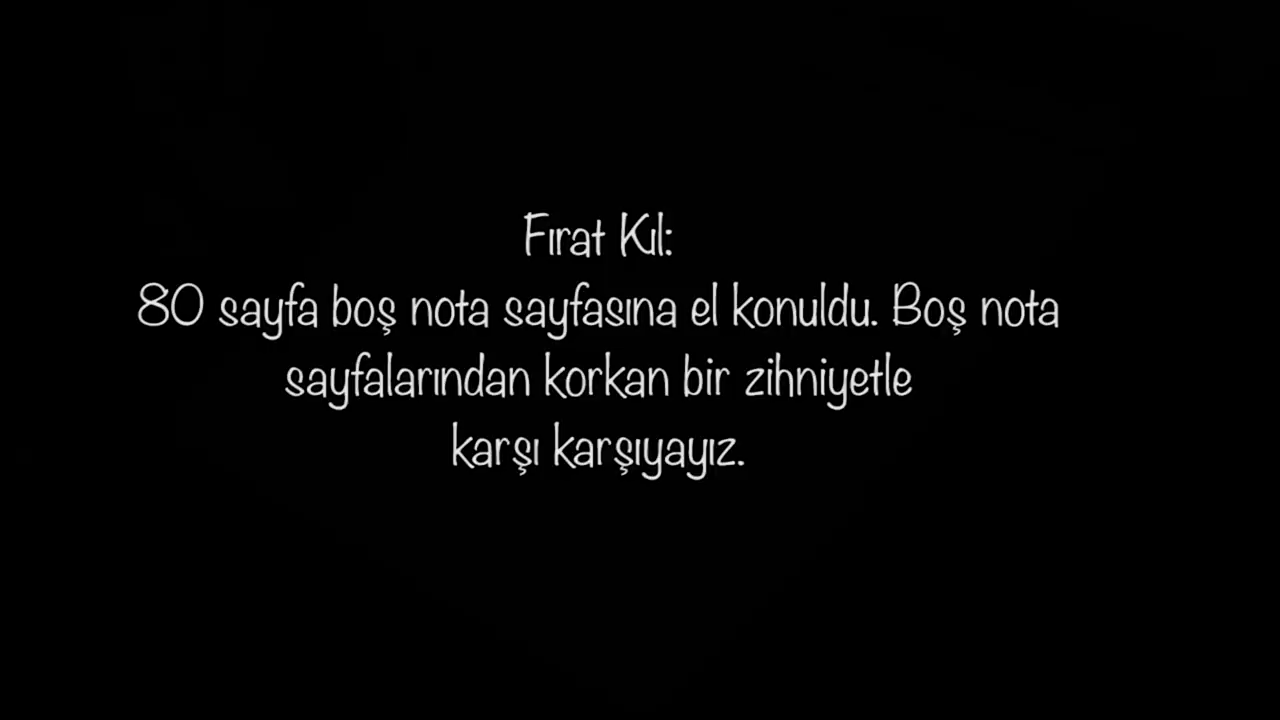 Fırat Kıl:
80 sayfa boş nota sayfasına el konuldu. Boş nota
sayfalarından korkan bir zihniyetle
karşı karşıyayız.